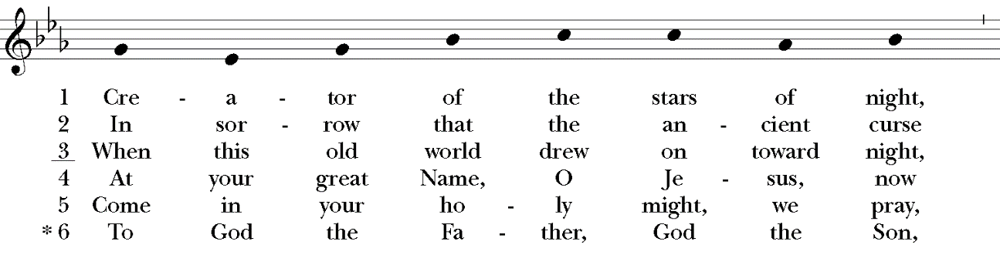 1 Cre - a - tor of the stars of night,
2 In sor - row that the an - cient curse
3 When this old world drew on toward night,
4 At your great Name, O Je - sus, now
5 Come in your ho - ly might, we pray,
* 6 To God the Fa - ther, God the Son,